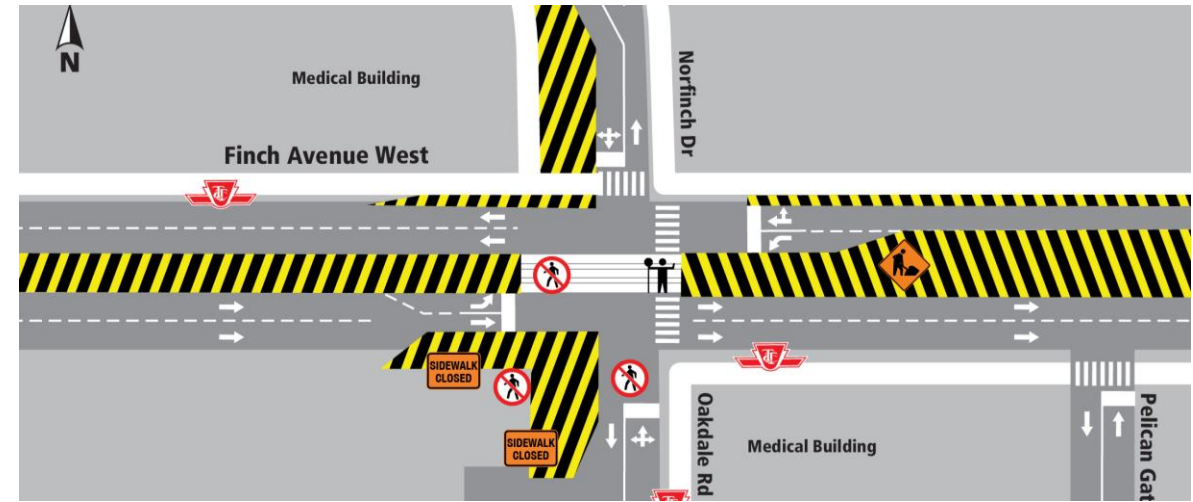 N
Medical Building
Norfinch Dr
Finch Avenue West
SIDEWALK
CLOSED
SIDEWALK
CLOSED
Oakdale Rd
Medical Building
Pelican Gat